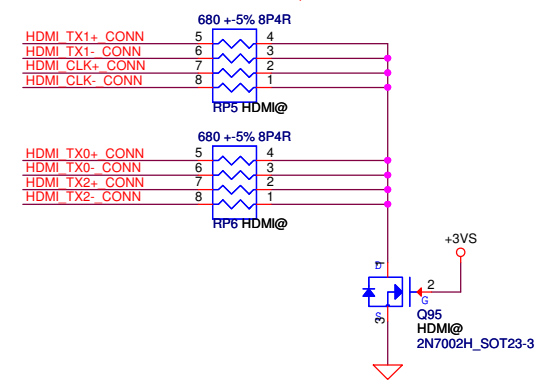 680 +-5% 8P4R
HDMI_TX1+_CONN 5 4
HDMI_TX1-_CONN 6 3
HDMI_CLK+_CONN 7 2
HDMI_CLK-_CONN 8 1
RP5 HDMI@
680 +-5% 8P4R
HDMI_TX0+_CONN 5 4
HDMI_TX0-_CONN 6 3
HDMI_TX2+_CONN 7 2
HDMI_TX2-_CONN 8 1
RP6 HDMI@
+3VS
D 1
2
G
S 3
Q95
HDMI@
2N7002H_SOT23-3